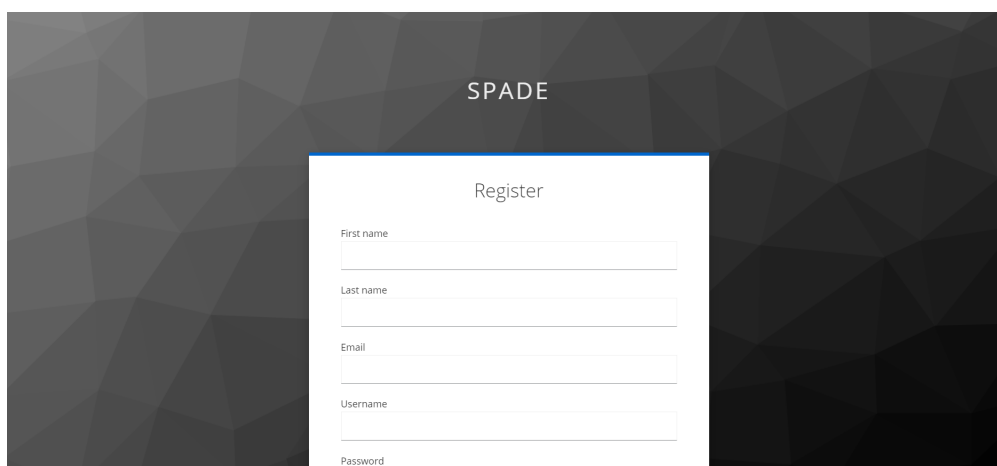 SPADE
Register
First name
Last name
Email
Username
Password